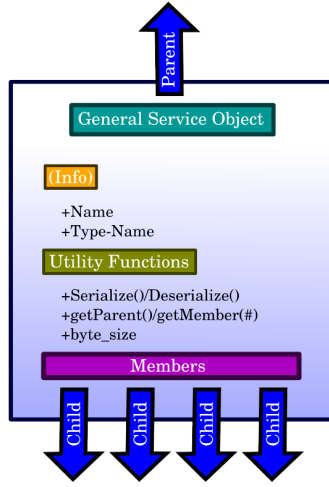 Parent
General Service Object
(Info)
+Name
+Type-Name
Utility Functions
+Serialize()/Deserialize()
+getParent()/getMember(#)
+byte_size
Members
Child
Child
Child
Child